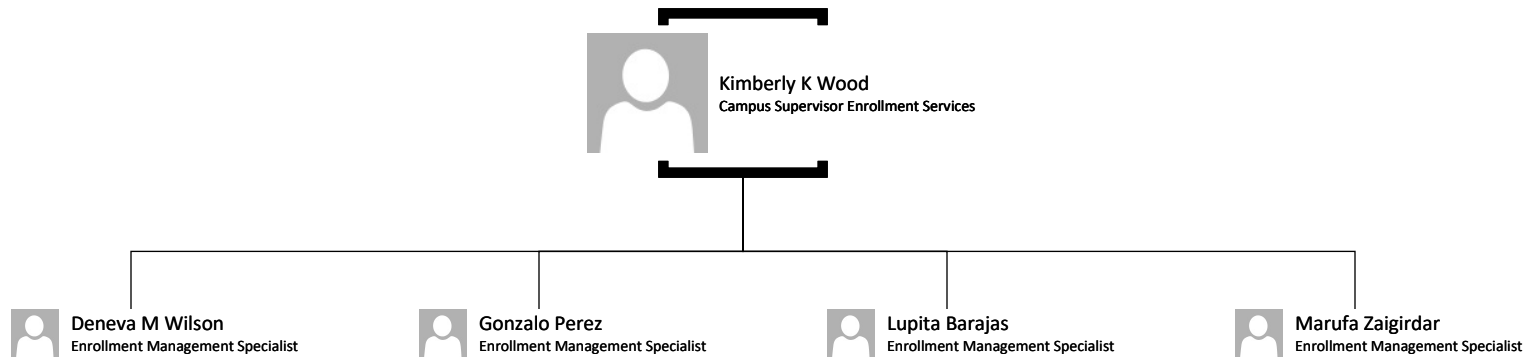 Kimberly K Wood
Campus Supervisor Enrollment Services
Deneva M Wilson
Enrollment Management Specialist
Gonzalo Perez
Enrollment Management Specialist
Lupita Barajas
Enrollment Management Specialist
Marufa Zaigirdar
Enrollment Management Specialist